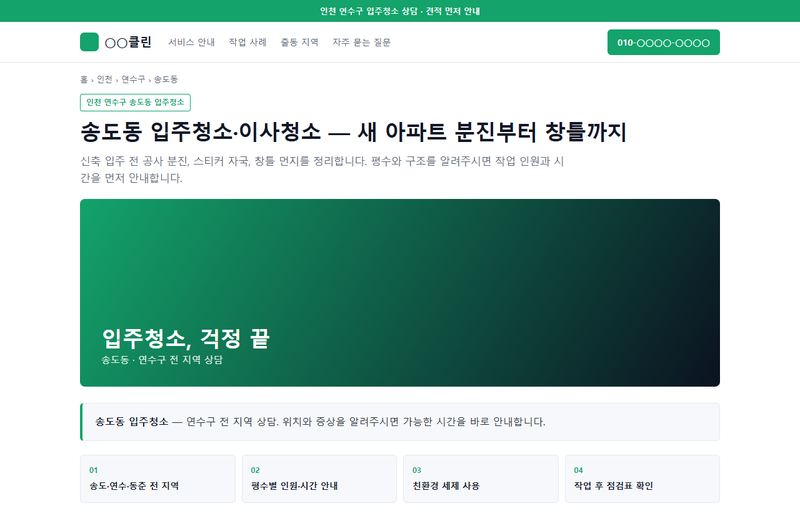 인천 연수구 입주청소 상담 · 견적 먼저 안내
○○클린
서비스 안내
작업 사례
출동 지역
자주 묻는 질문
010-○○○○-○○○○
홈 › 인천 › 연수구 › 송도동
인천 연수구 송도동 입주청소
송도동 입주청소·이사청소 — 새 아파트 분진부터 창틀까지
신축 입주 전 공사 분진, 스티커 자국, 창틀 먼지를 정리합니다. 평수와 구조를 알려주시면 작업 인원과 시
간을 먼저 안내합니다.
입주청소, 걱정 끝
송도동 · 연수구 전 지역 상담
송도동 입주청소 — 연수구 전 지역 상담. 위치와 증상을 알려주시면 가능한 시간을 바로 안내합니다.
01
송도·연수·동춘 전 지역
02
평수별 인원·시간 안내
03
친환경 세제 사용
04
작업 후 점검표 확인